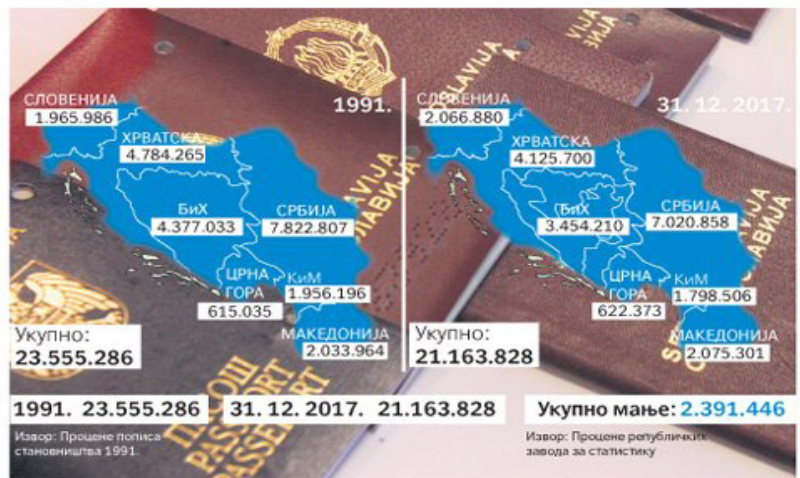 1991.
СЛОВЕНИЈА
1.965.986
ХРВАТСКА
4.784.265
БиХ
4.377.033
СРБИЈА
7.822.807
ЦРНА
ГОРА
615.035
КиМ
1.956.196
МАКЕДОНИЈА
2.033.964
Укупно:
23.555.286
31. 12. 2017.
СЛОВЕНИЈА
2.066.880
ХРВАТСКА
4.125.700
БиХ
3.454.210
СРБИЈА
7.020.858
ЦРНА
ГОРА
622.373
КиМ
1.798.506
МАКЕДОНИЈА
2.075.301
Укупно:
21.163.828
1991. 23.555.286
31. 12. 2017. 21.163.828
Укупно мање: 2.391.446
Извор: Процене пописа
становништва 1991.
Извор: Процене републичких
завода за статистику
ПАСОШ
PASSPORT
PASSEPORT